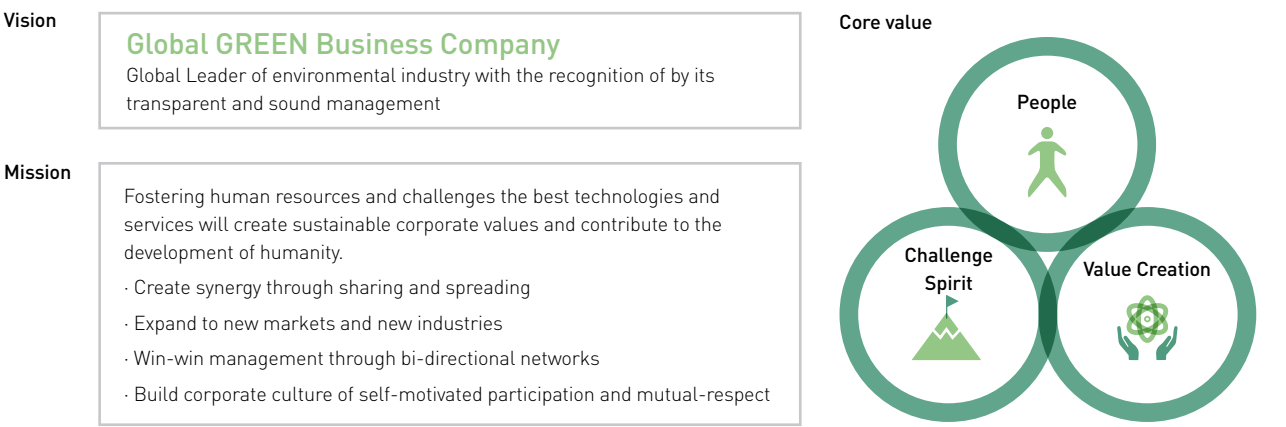 Vision
Global GREEN Business Company
Global Leader of environmental industry with the recognition of by its
transparent and sound management
Mission
Fostering human resources and challenges the best technologies and
services will create sustainable corporate values and contribute to the
development of humanity.
· Create synergy through sharing and spreading
· Expand to new markets and new industries
· Win-win management through bi-directional networks
· Build corporate culture of self-motivated participation and mutual-respect
Core value
People
Challenge
Spirit
Value Creation